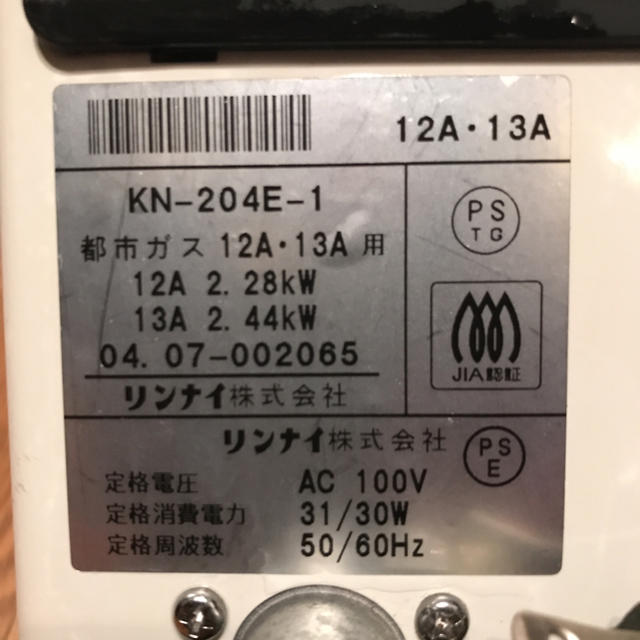 12A・13A
KN-204E-1
都市ガス 12A・13A 用
12A 2.28kW
13A 2.44kW
04.07-002065
リンナイ株式会社
PS
TG
JIA認証
リンナイ株式会社
PS
E
定格電圧 AC 100V
定格消費電力 31/30W
定格周波数 50/60Hz